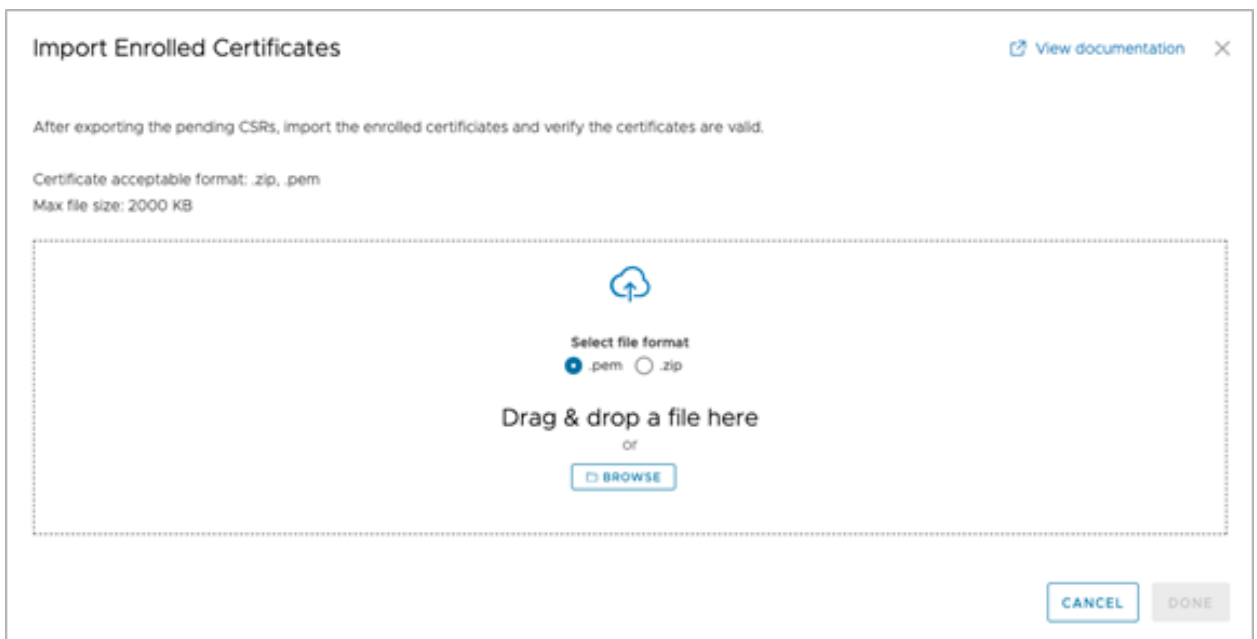 Import Enrolled Certificates
View documentation
After exporting the pending CSRs, import the enrolled certificiates and verify the certificates are valid.
Certificate acceptable format: .zip, .pem
Max file size: 2000 KB
Select file format
.pem .zip
Drag & drop a file here
or
BROWSE
CANCEL DONE